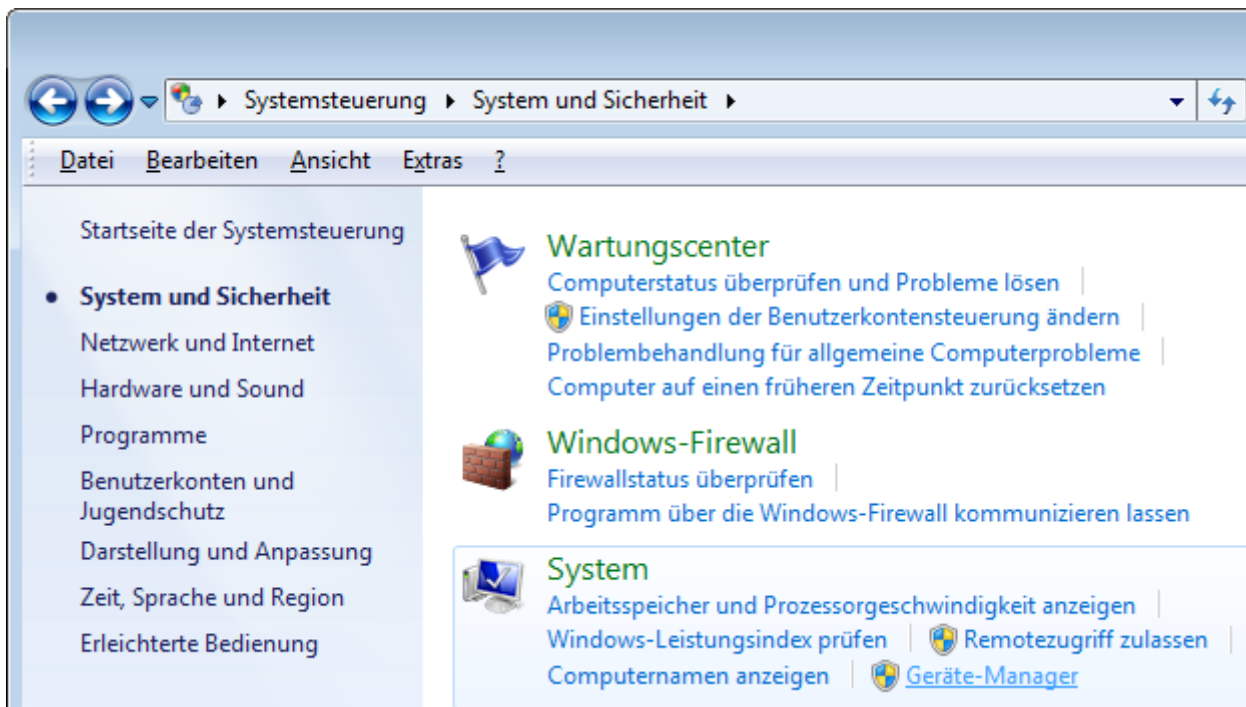 Systemsteuerung System und Sicherheit
Datei Bearbeiten Ansicht Extras ?
Startseite der Systemsteuerung
System und Sicherheit
Netzwerk und Internet
Hardware und Sound
Programme
Benutzerkonten und
Jugendschutz
Darstellung und Anpassung
Zeit, Sprache und Region
Erleichterte Bedienung
Wartungscenter
Computerstatus überprüfen und Probleme lösen
Einstellungen der Benutzerkontensteuerung ändern
Problembehandlung für allgemeine Computerprobleme
Computer auf einen früheren Zeitpunkt zurücksetzen
Windows-Firewall
Firewallstatus überprüfen
Programm über die Windows-Firewall kommunizieren lassen
System
Arbeitsspeicher und Prozessorgeschwindigkeit anzeigen
Windows-Leistungsindex prüfen Remotezugriff zulassen
Computernamen anzeigen Geräte-Manager